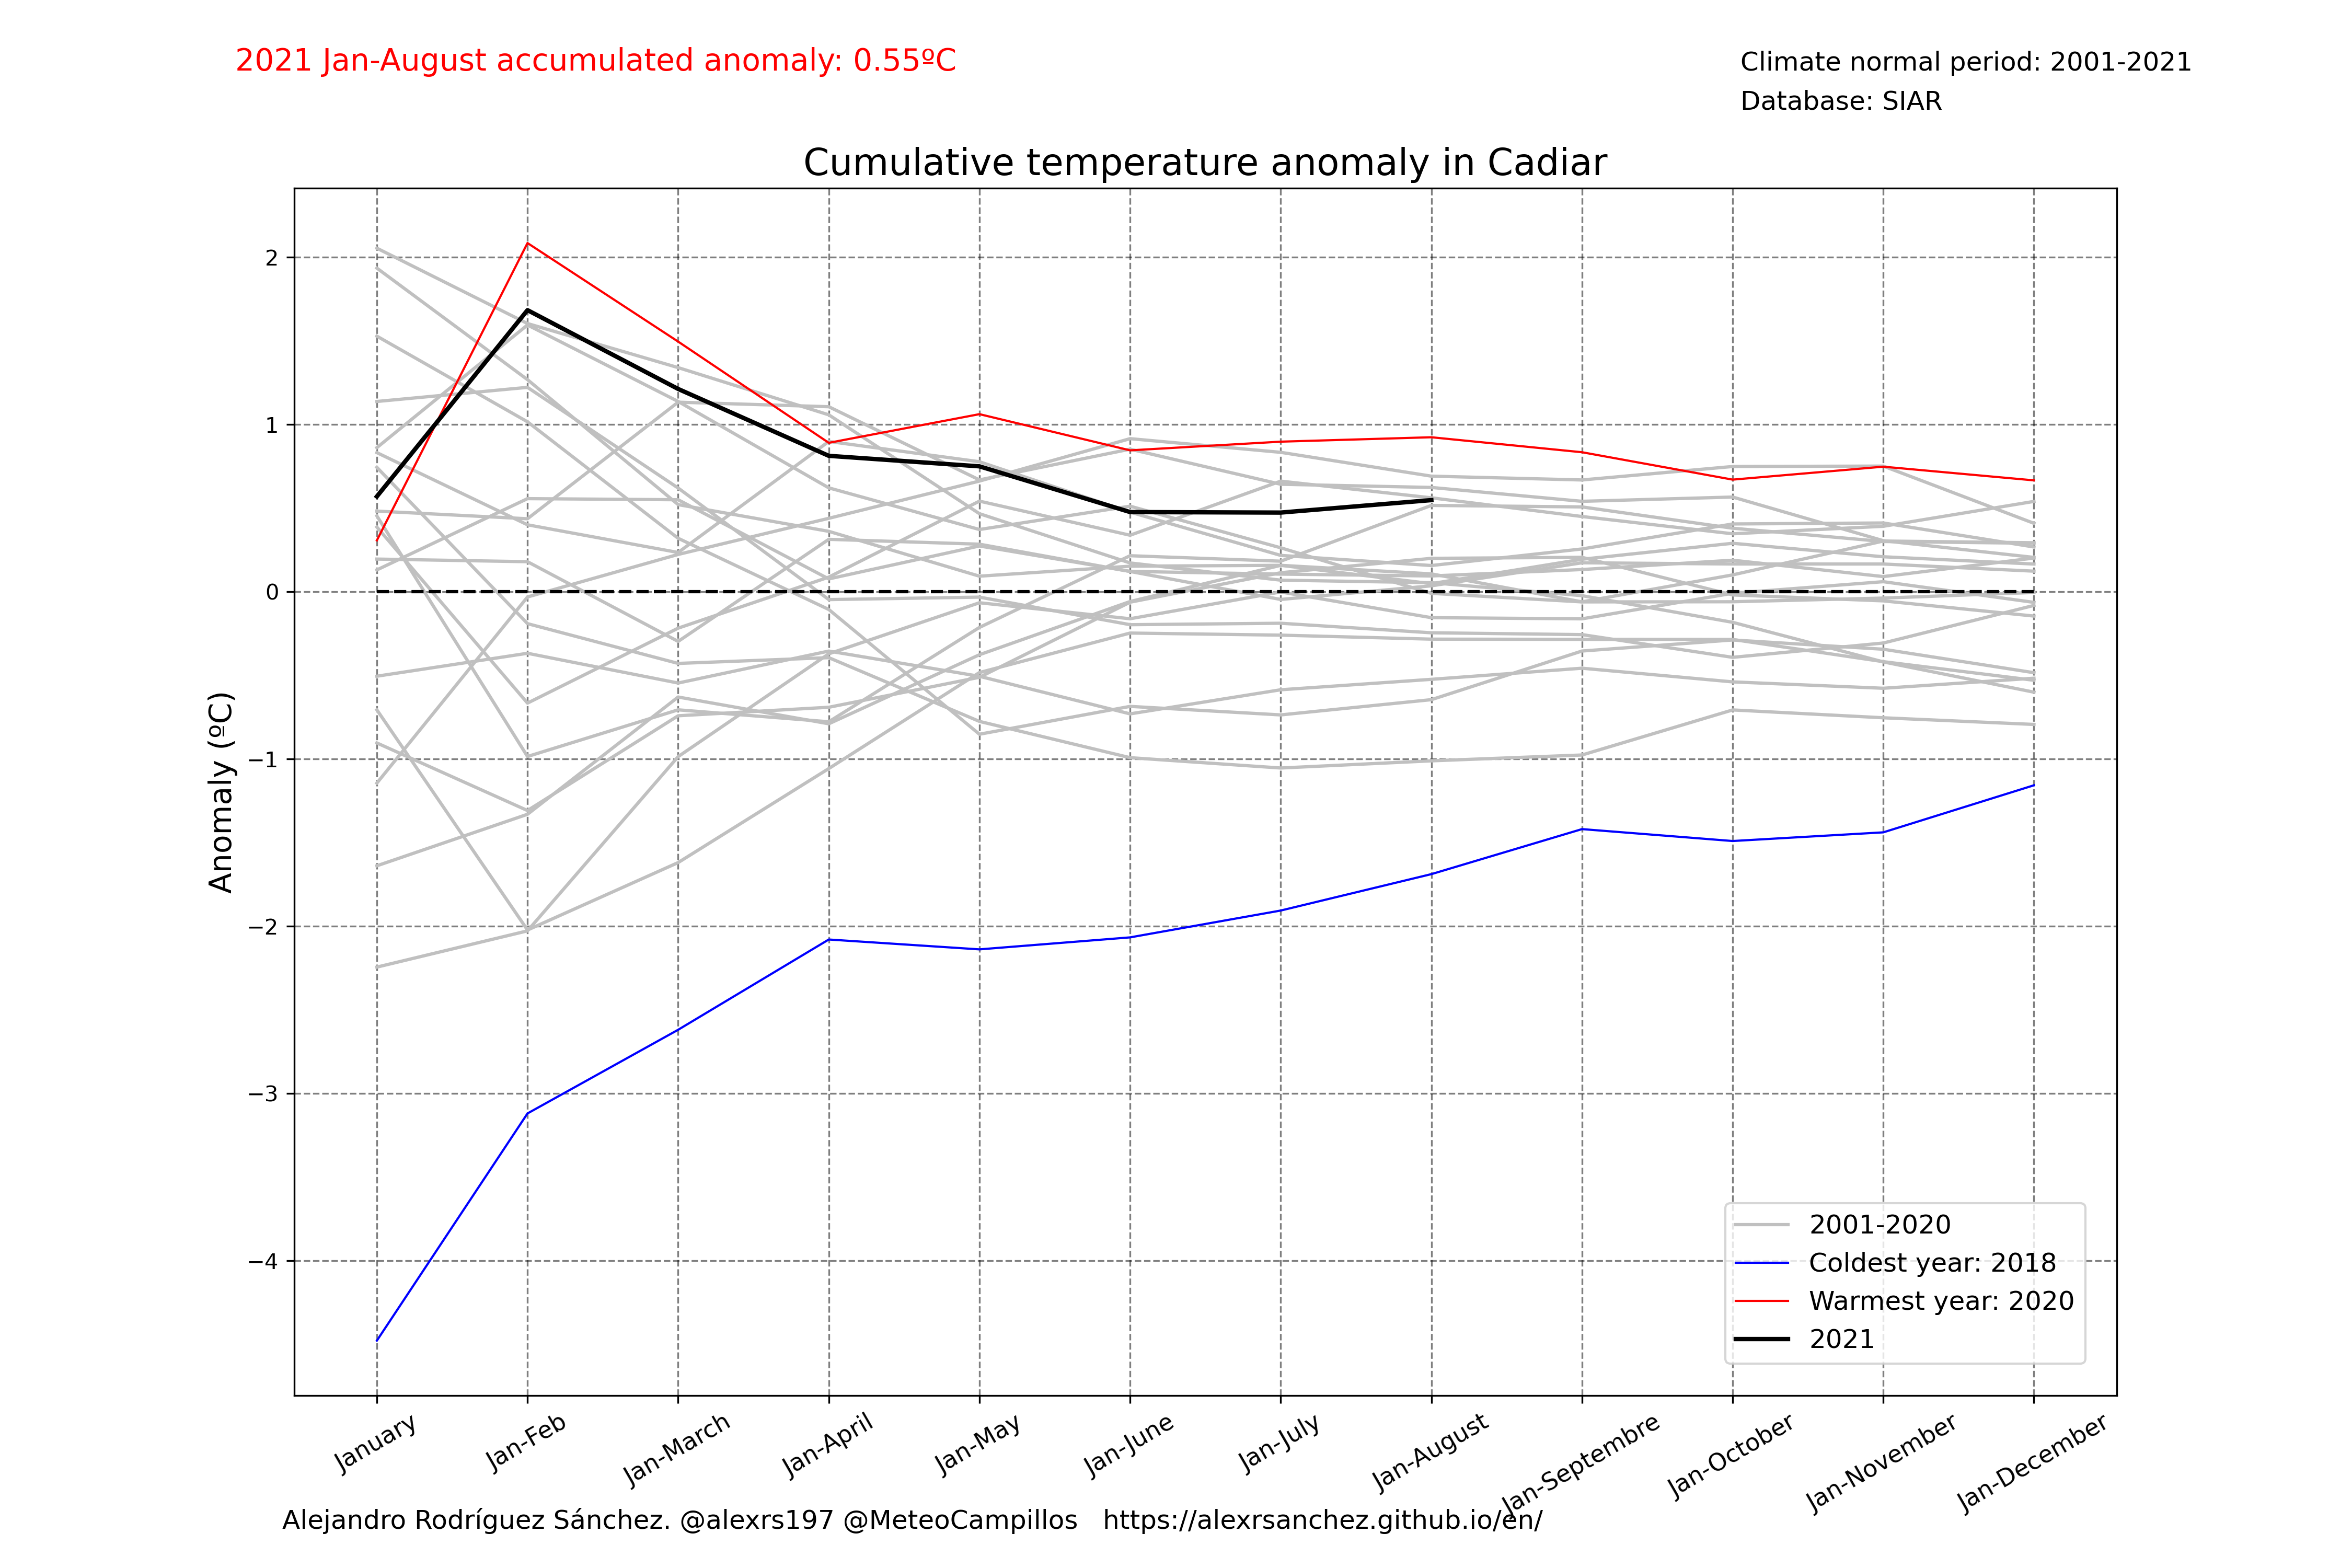 2021 Jan-August accumulated anomaly: 0.55ºC
Climate normal period: 2001-2021
Database: SIAR
Cumulative temperature anomaly in Cadiar
Anomaly (ºC)
2
1
0
−1
−2
−3
−4
2001-2020
Coldest year: 2018
Warmest year: 2020
2021
January
Jan-Feb
Jan-March
Jan-April
Jan-May
Jan-June
Jan-July
Jan-August
Jan-Septembre
Jan-October
Jan-November
Jan-December
Alejandro Rodríguez Sánchez. @alexrs197 @MeteoCampillos https://alexrsanchez.github.io/en/